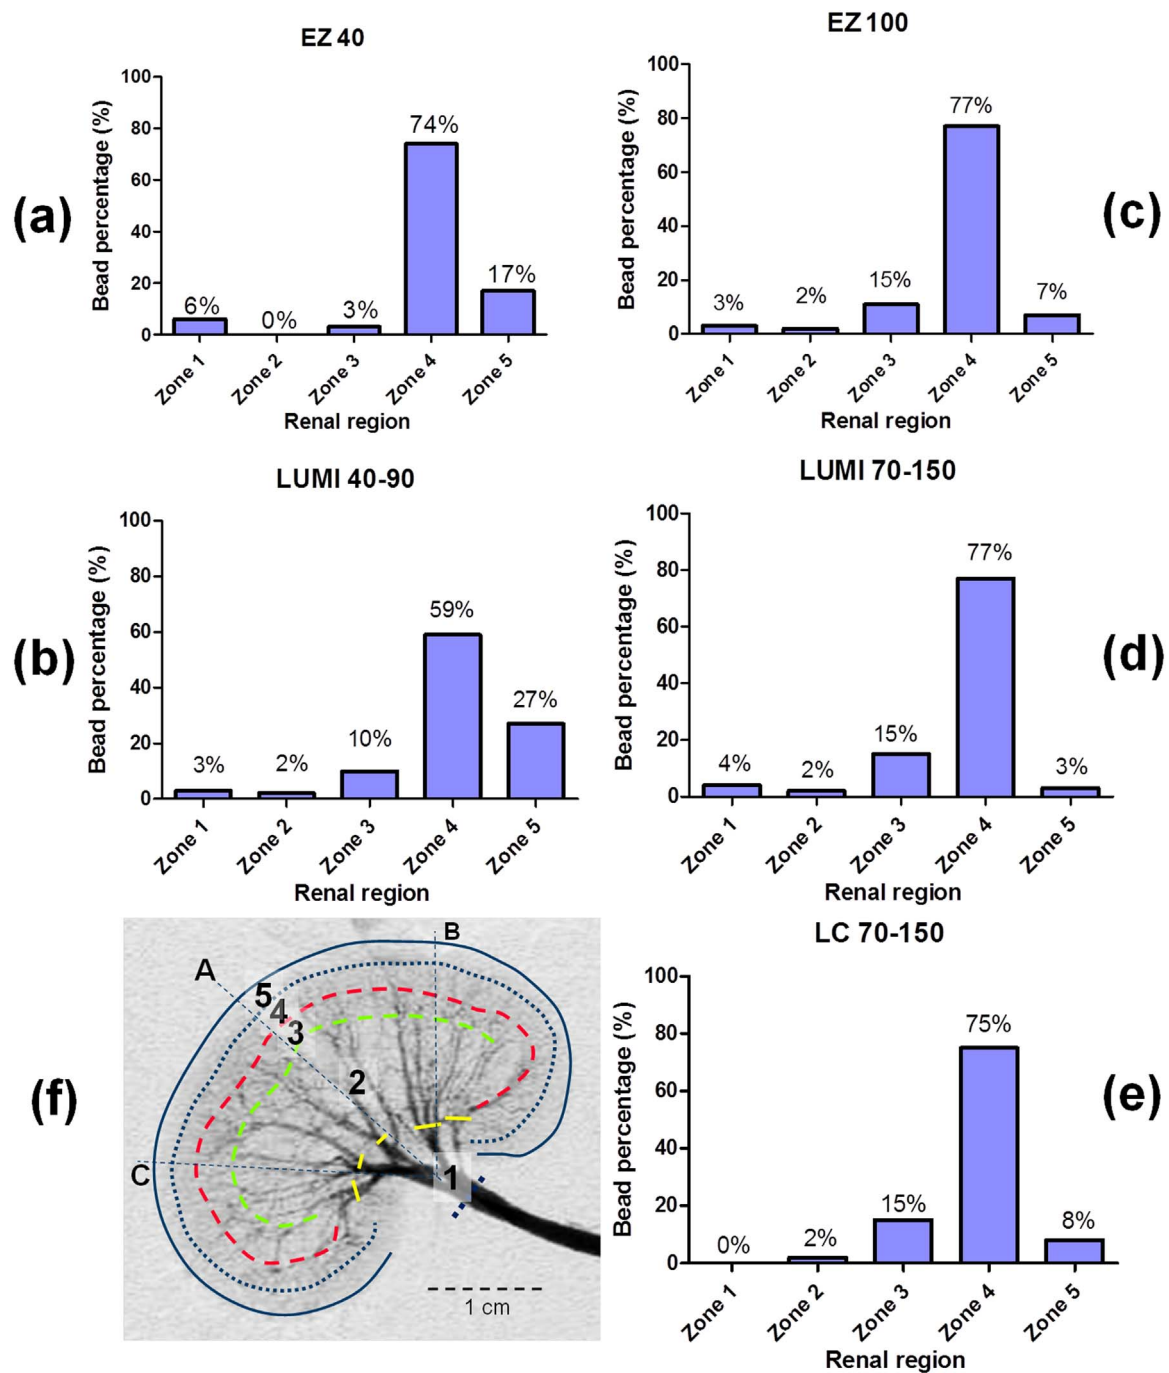 EZ 40
Bead percentage (%)
100
80
60
40
20
0
6%
0%
3%
74%
17%
Zone 1
Zone 2
Zone 3
Zone 4
Zone 5
Renal region
(a)
EZ 100
Bead percentage (%)
100
80
60
40
20
0
3%
2%
15%
77%
7%
Zone 1
Zone 2
Zone 3
Zone 4
Zone 5
Renal region
(c)
LUMI 40-90
Bead percentage (%)
100
80
60
40
20
0
3%
2%
10%
59%
27%
Zone 1
Zone 2
Zone 3
Zone 4
Zone 5
Renal region
(b)
LUMI 70-150
Bead percentage (%)
100
80
60
40
20
0
4%
2%
15%
77%
3%
Zone 1
Zone 2
Zone 3
Zone 4
Zone 5
Renal region
(d)
(f)
A
B
C
5
4
3
2
1
1 cm
LC 70-150
Bead percentage (%)
100
80
60
40
20
0
0%
2%
15%
75%
8%
Zone 1
Zone 2
Zone 3
Zone 4
Zone 5
Renal region
(e)